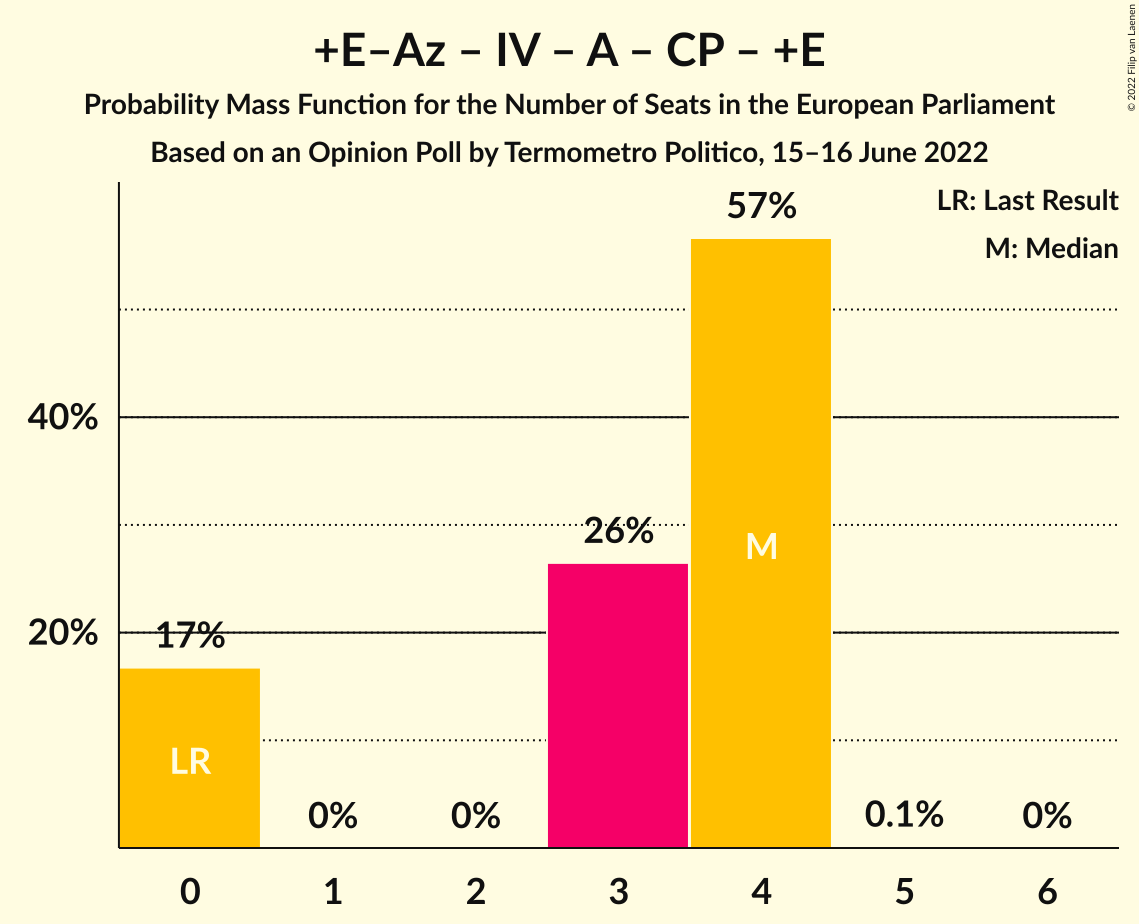 +E–Az – IV – A – CP – +E
Probability Mass Function for the Number of Seats in the European Parliament
Based on an Opinion Poll by Termometro Politico, 15–16 June 2022
© 2022 Filip van Laenen
LR: Last Result
M: Median
57%
40%
26%
M
20%
17%
LR
0%
0%
0.1%
0%
0 1 2 3 4 5 6